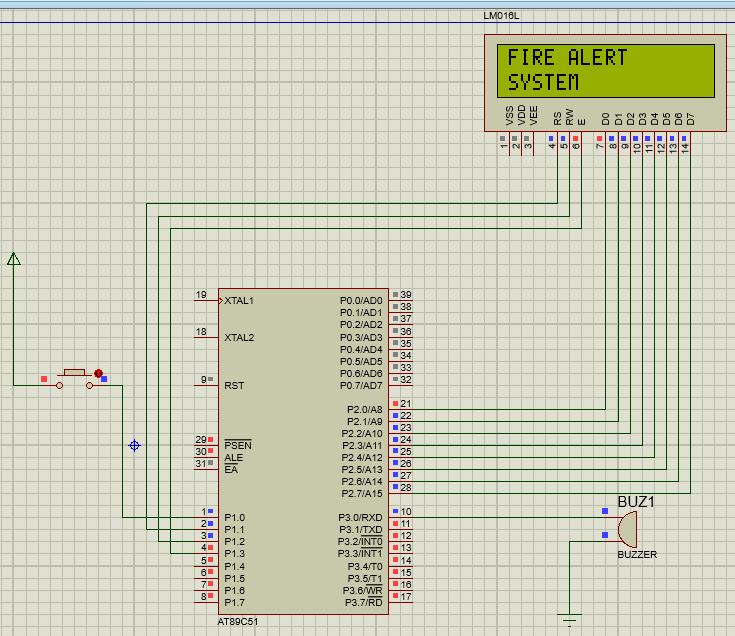 LM016L
FIRE ALERT
SYSTEM
VSS VDD VEE RS RW E D0 D1 D2 D3 D4 D5 D6 D7
1 2 3 4 5 6 7 8 9 10 11 12 13 14
19 XTAL1 P0.0/AD0 39
P0.1/AD1 38
P0.2/AD2 37
18 XTAL2 P0.3/AD3 36
P0.4/AD4 35
P0.5/AD5 34
P0.6/AD6 33
9 RST P0.7/AD7 32
P2.0/A8 21
P2.1/A9 22
P2.2/A10 23
29 PSEN P2.3/A11 24
30 ALE P2.4/A12 25
31 EA P2.5/A13 26
P2.6/A14 27
P2.7/A15 28
1 P1.0 P3.0/RXD 10
2 P1.1 P3.1/TXD 11
3 P1.2 P3.2/INT0 12
4 P1.3 P3.3/INT1 13
5 P1.4 P3.4/T0 14
6 P1.5 P3.5/T1 15
7 P1.6 P3.6/WR 16
8 P1.7 P3.7/RD 17
AT89C51
BUZ1
BUZZER